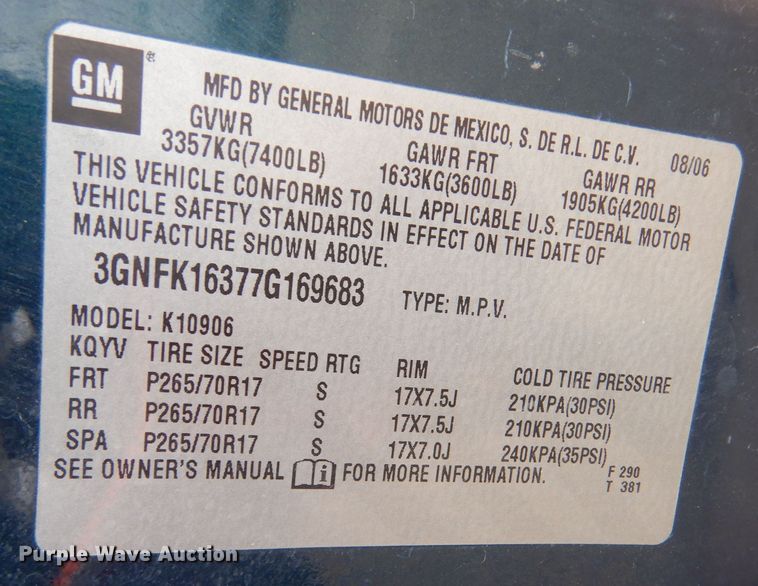 GM
MFD BY GENERAL MOTORS DE MEXICO, S. DE R.L. DE C.V. 08/06
GVWR GAWR FRT GAWR RR
3357KG(7400LB) 1633KG(3600LB) 1905KG(4200LB)
THIS VEHICLE CONFORMS TO ALL APPLICABLE U.S. FEDERAL MOTOR
VEHICLE SAFETY STANDARDS IN EFFECT ON THE DATE OF
MANUFACTURE SHOWN ABOVE.
3GNFK16377G169683 TYPE: M.P.V.
MODEL: K10906
KQYV TIRE SIZE SPEED RTG RIM COLD TIRE PRESSURE
FRT P265/70R17 S 17X7.5J 210KPA(30PSI)
RR P265/70R17 S 17X7.5J 210KPA(30PSI)
SPA P265/70R17 S 17X7.0J 240KPA(35PSI)
SEE OWNER'S MANUAL i FOR MORE INFORMATION. F 290
T 381
Purple Wave Auction